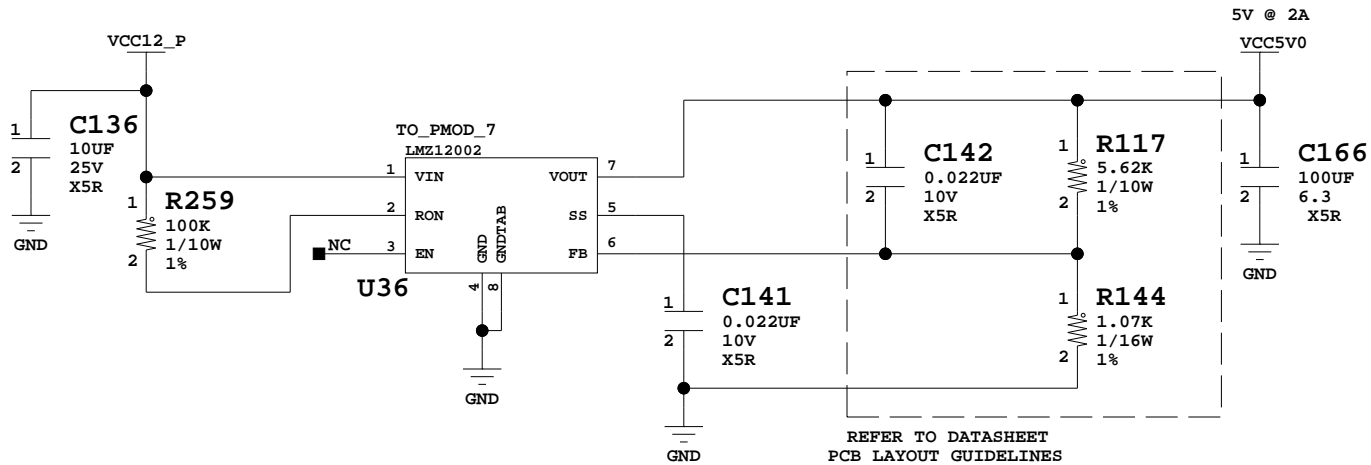 5V @ 2A
VCC12_P
VCC5V0
1
C136
10UF
25V
X5R
2
GND
1
R259
100K
1/10W
1%
2
TO_PMOD_7
LMZ12002
1
VIN
2
RON
3
EN
NC
U36
VOUT
7
SS
5
FB
6
GND
GNDTAB
4
8
GND
1
C141
0.022UF
10V
X5R
2
GND
1
C142
0.022UF
10V
X5R
2
1
R117
5.62K
1/10W
1%
2
1
R144
1.07K
1/16W
1%
2
1
C166
100UF
6.3
X5R
2
GND
REFER TO DATASHEET
PCB LAYOUT GUIDELINES